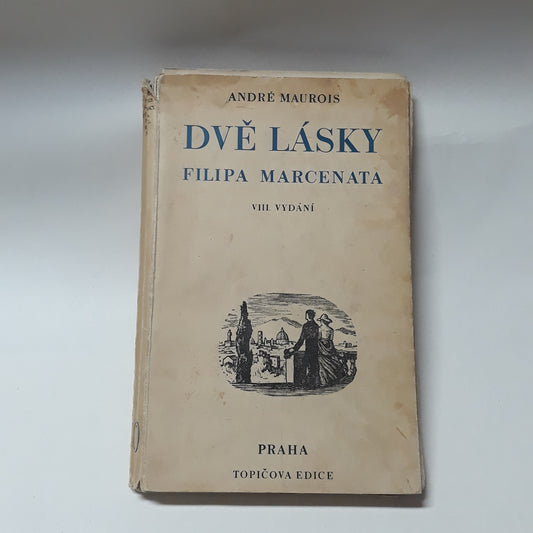 ANDRÉ MAUROIS
DVĚ LÁSKY
FILIPA MARCENATA
VIII. VYDÁNÍ
PRAHA
TOPIČOVA EDICE